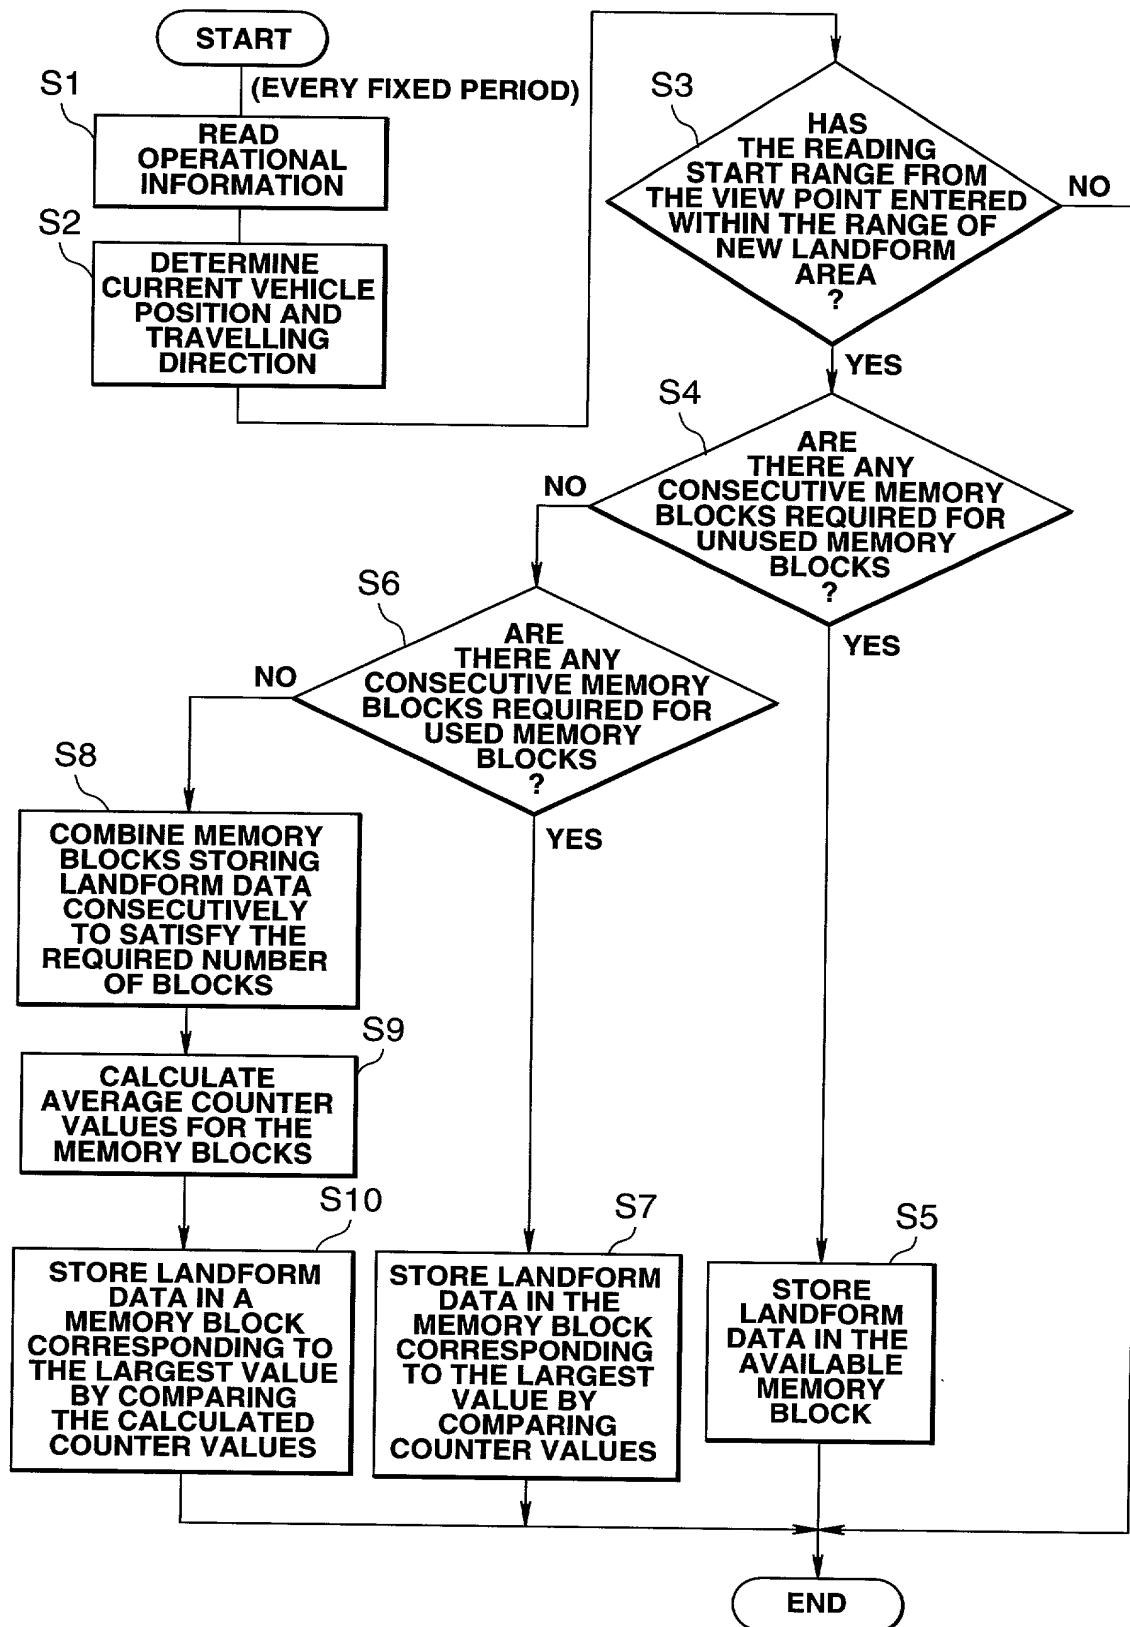 START
(EVERY FIXED PERIOD)
S1
READ
OPERATIONAL
INFORMATION
S2
DETERMINE
CURRENT VEHICLE
POSITION AND
TRAVELLING
DIRECTION
S3
HAS
THE READING
START RANGE FROM
THE VIEW POINT ENTERED
WITHIN THE RANGE OF
NEW LANDFORM
AREA
?
NO
YES
S4
ARE
THERE ANY
CONSECUTIVE MEMORY
BLOCKS REQUIRED FOR
UNUSED MEMORY
BLOCKS
?
NO
YES
S6
ARE
THERE ANY
CONSECUTIVE MEMORY
BLOCKS REQUIRED FOR
USED MEMORY
BLOCKS
?
NO
YES
S8
COMBINE MEMORY
BLOCKS STORING
LANDFORM DATA
CONSECUTIVELY
TO SATISFY THE
REQUIRED NUMBER
OF BLOCKS
S9
CALCULATE
AVERAGE COUNTER
VALUES FOR THE
MEMORY BLOCKS
S10
STORE LANDFORM
DATA IN A
MEMORY BLOCK
CORRESPONDING TO
THE LARGEST VALUE
BY COMPARING
THE CALCULATED
COUNTER VALUES
S7
STORE LANDFORM
DATA IN THE
MEMORY BLOCK
CORRESPONDING
TO THE LARGEST
VALUE BY
COMPARING
COUNTER VALUES
S5
STORE
LANDFORM
DATA IN THE
AVAILABLE
MEMORY
BLOCK
END